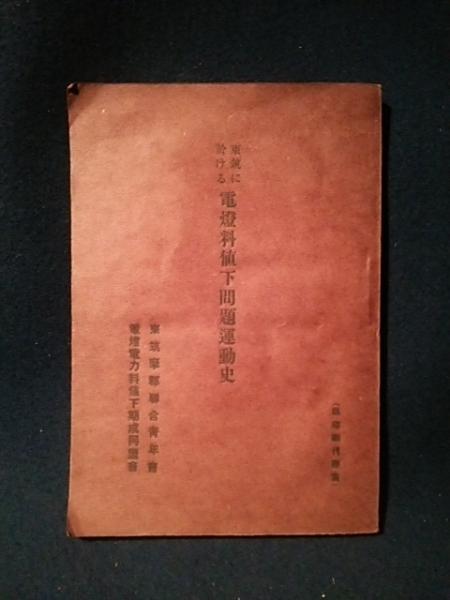 東筑に
於ける
電燈料値下問題運動史
東筑摩郡聯合青年會
電燈電力料値下期成同盟會